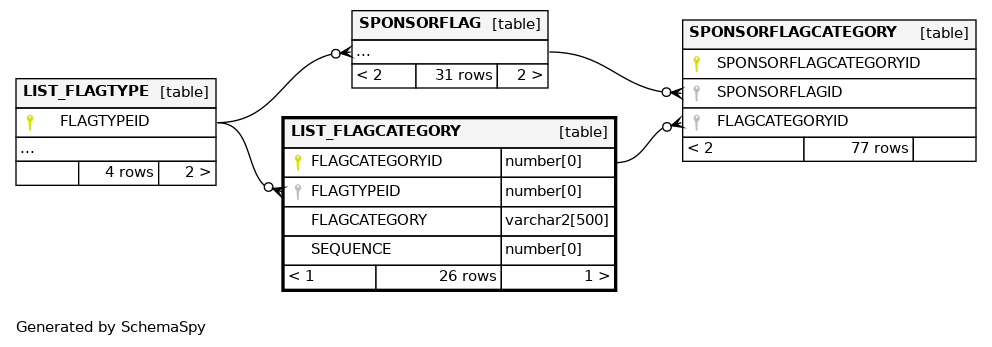 SPONSORFLAG [table]
...
< 2 31 rows 2 >
SPONSORFLAGCATEGORY [table]
SPONSORFLAGCATEGORYID
SPONSORFLAGID
FLAGCATEGORYID
< 2 77 rows
LIST_FLAGTYPE [table]
FLAGTYPEID
...
4 rows 2 >
LIST_FLAGCATEGORY [table]
FLAGCATEGORYID number[0]
FLAGTYPEID number[0]
FLAGCATEGORY varchar2[500]
SEQUENCE number[0]
< 1 26 rows 1 >
Generated by SchemaSpy